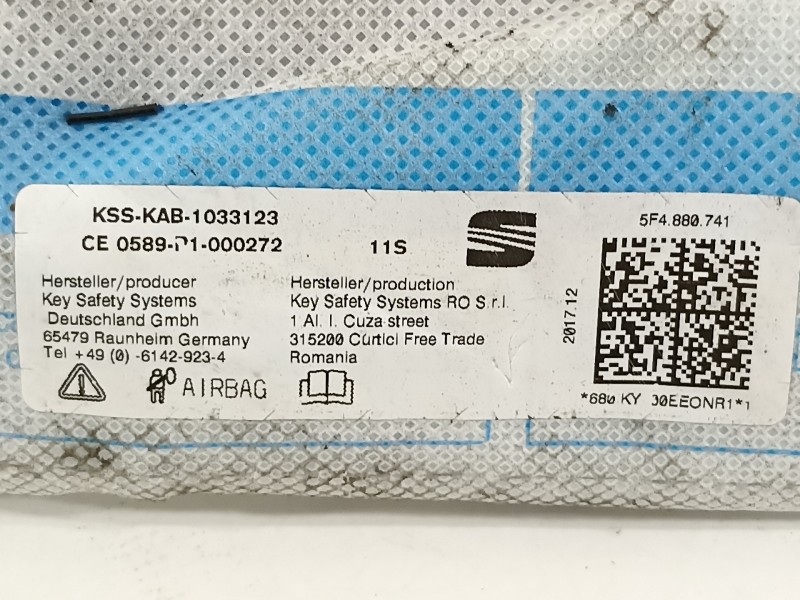 KSS-KAB-1033123
CE 0589-P1-000272
11S
Hersteller/producer
Key Safety Systems
Deutschland Gmbh
65479 Raunheim Germany
Tel +49 (0) -6142-923-4
AIRBAG
Hersteller/production
Key Safety Systems RO S.r.l.
1 Al. I. Cuza street
315200 Curtici Free Trade
Romania
2017.12
5F4.880.741
*680 KY 30EEONR1*1